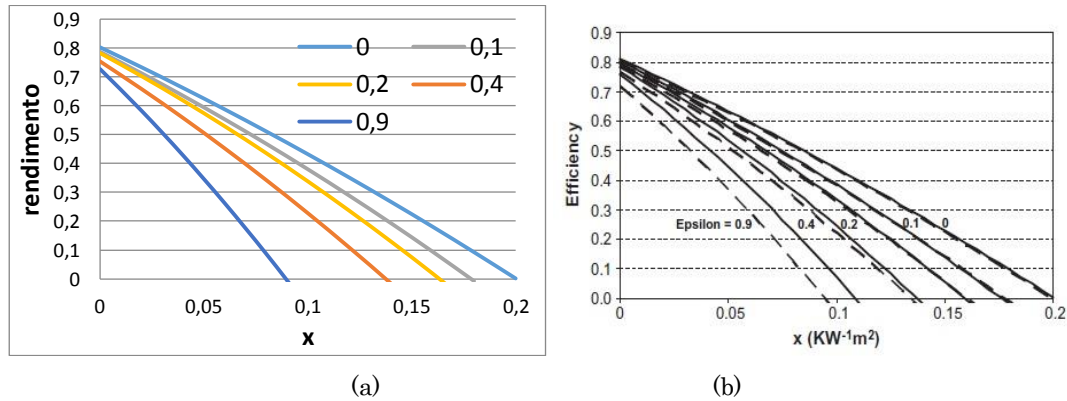 0,9
0,8
0,7
0,6
0,5
0,4
0,3
0,2
0,1
0
rendimento
0 0,1
0,2 0,4
0,9
0 0,05 0,1 0,15 0,2
x
(a)
0.9
0.8
0.7
0.6
0.5
0.4
0.3
0.2
0.1
0.0
Efficiency
Epsilon = 0.9 0.4 0.2 0.1 0
0 0.05 0.1 0.15 0.2
x (KW⁻¹m²)
(b)